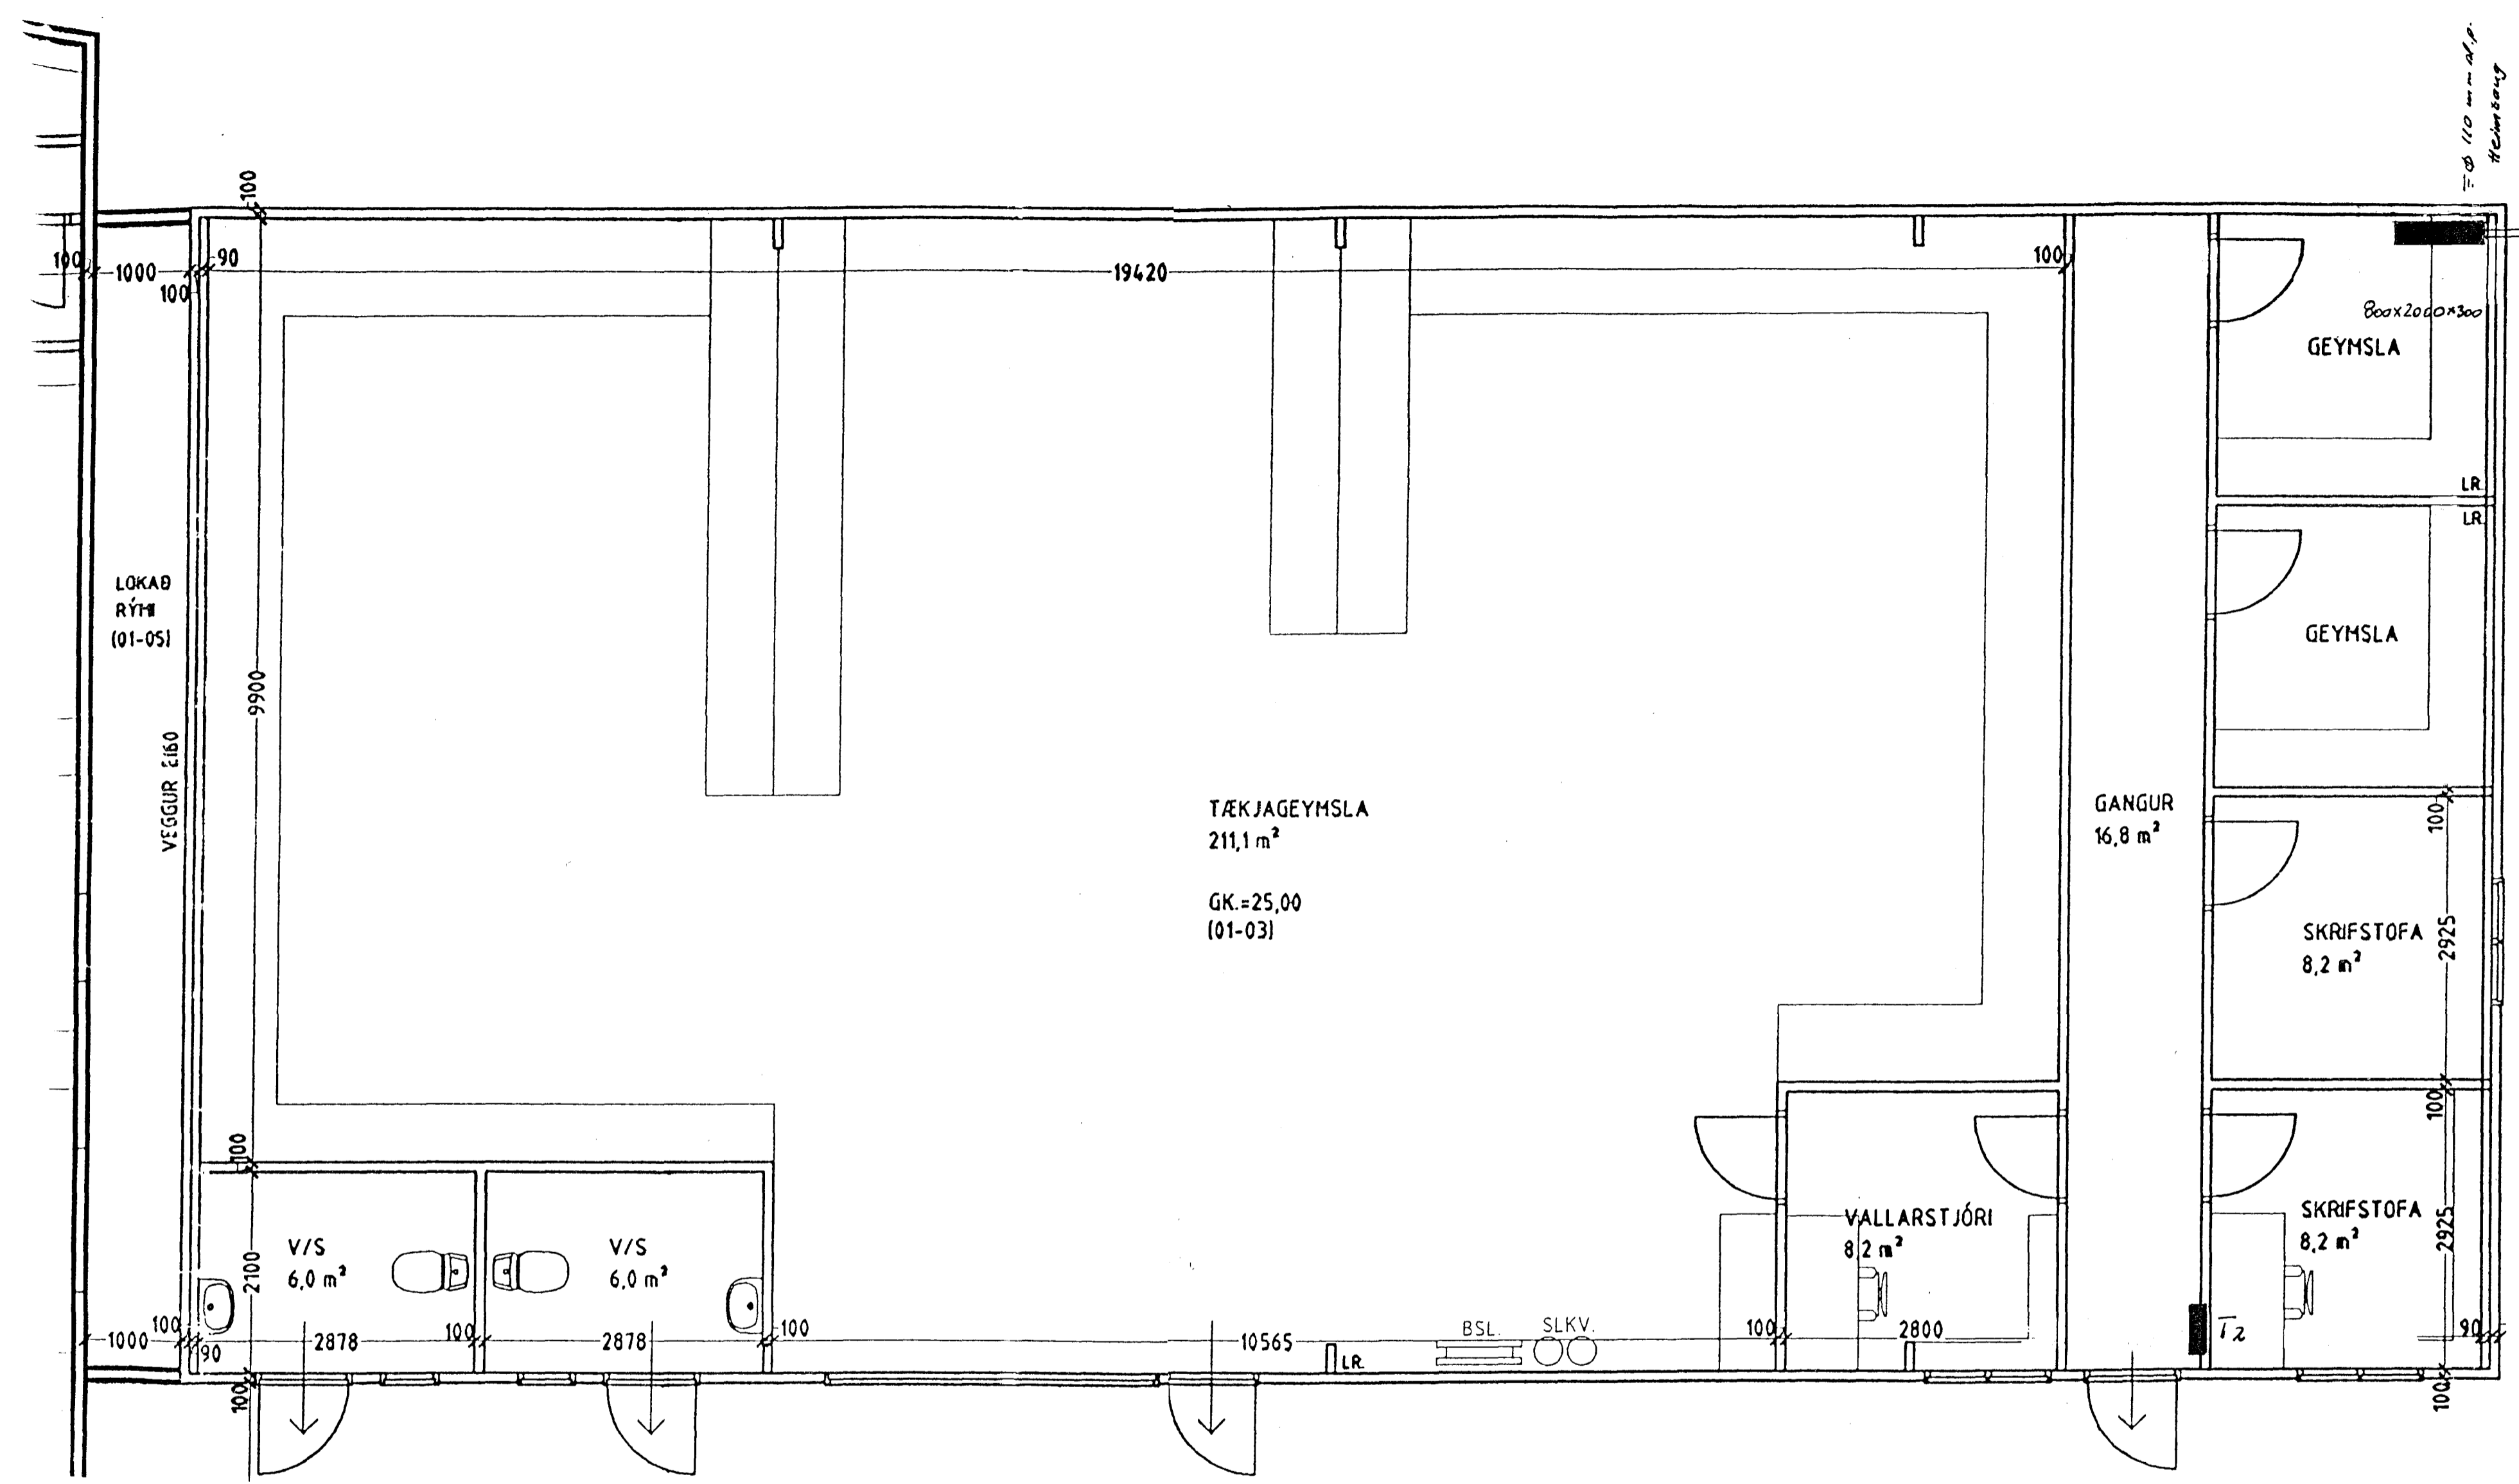 =Ø 110 mm
Heimtaug
100
100
1000
100
90
19420
100
800x2000x300
GEYMSLA
LR.
LR.
LOKAÐ
RÝMI
(01-05)
GEYMSLA
9900
VEGGUR EI60
TÆKJAGEYMSLA
211,1 m²
GK.=25,00
(01-03)
GANGUR
16,8 m²
100
SKRIFSTOFA
8,2 m²
2925
100
100
V/S
6,0 m²
V/S
6,0 m²
2100
VALLARSTJÓRI
8,2 m²
SKRIFSTOFA
8,2 m²
2925
1000
100
90
2878
100
2878
100
10565
LR.
BSL.
SLKV.
100
2800
T2
90
100
100